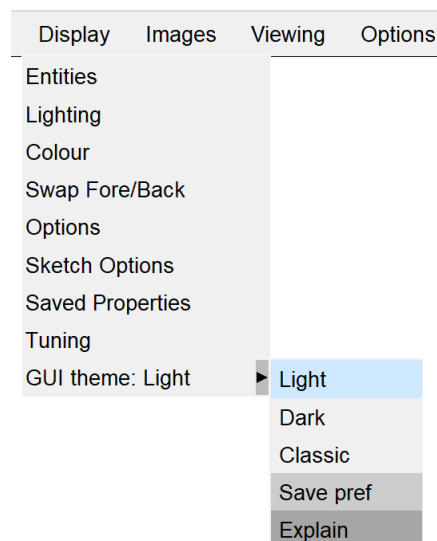 Display Images Viewing Options
Entities
Lighting
Colour
Swap Fore/Back
Options
Sketch Options
Saved Properties
Tuning
GUI theme: Light ▶ Light
Dark
Classic
Save pref
Explain